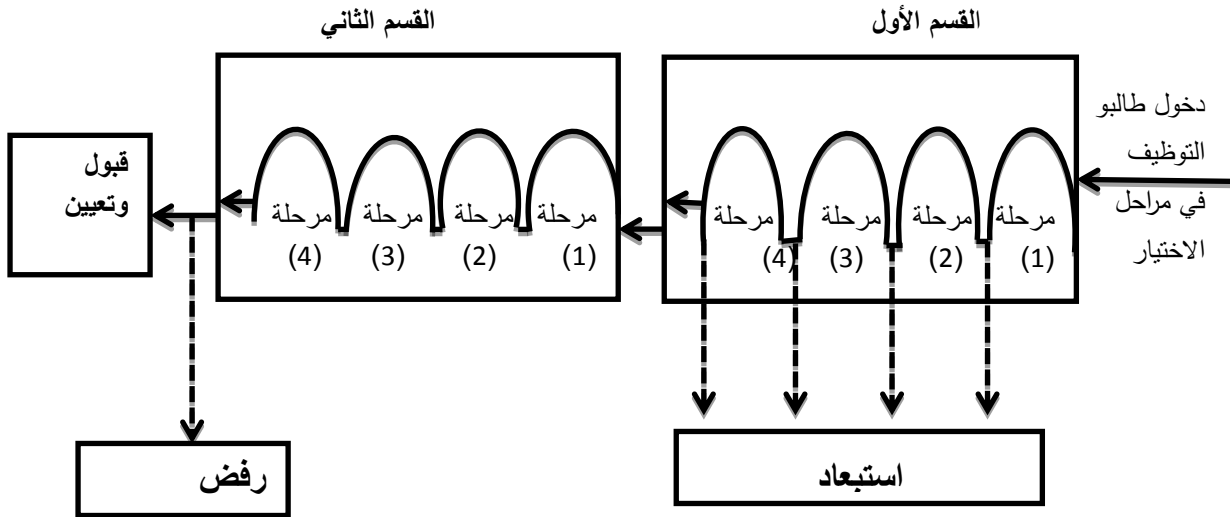 القسم الأول
القسم الثاني
دخول طالبو
التوظيف
في مراحل
الاختيار
مرحلة
(1)
مرحلة
(2)
مرحلة
(3)
مرحلة
(4)
مرحلة
(1)
مرحلة
(2)
مرحلة
(3)
مرحلة
(4)
قبول
وتعيين
استبعاد
رفض